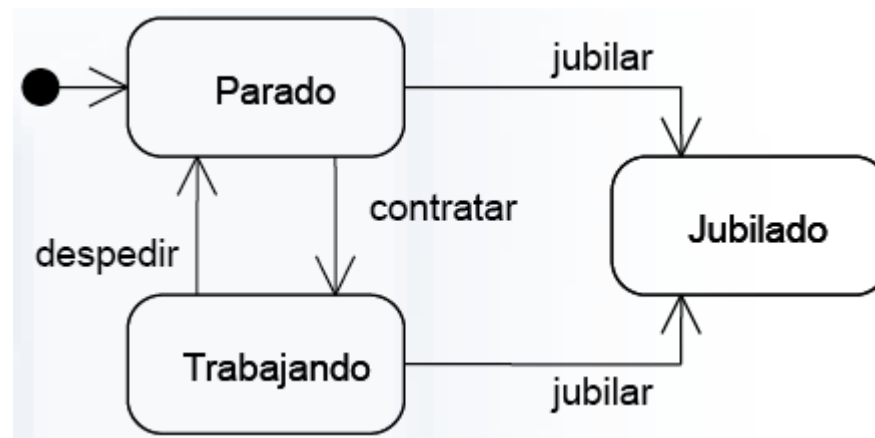 jubilar
Parado
contratar
Jubilado
despedir
Trabajando
jubilar